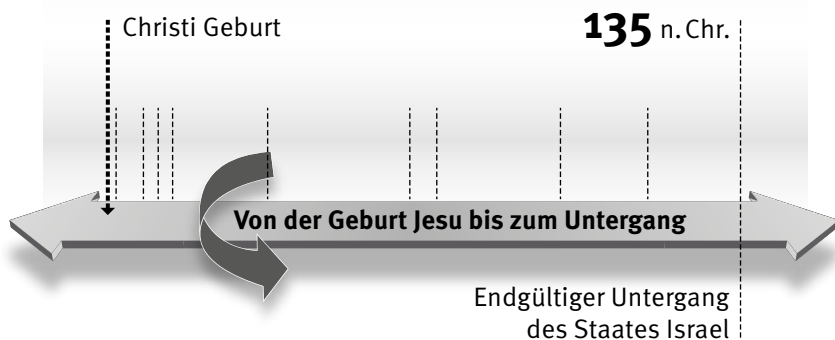 Christi Geburt
135 n. Chr.
Von der Geburt Jesu bis zum Untergang
Endgültiger Untergang
des Staates Israel